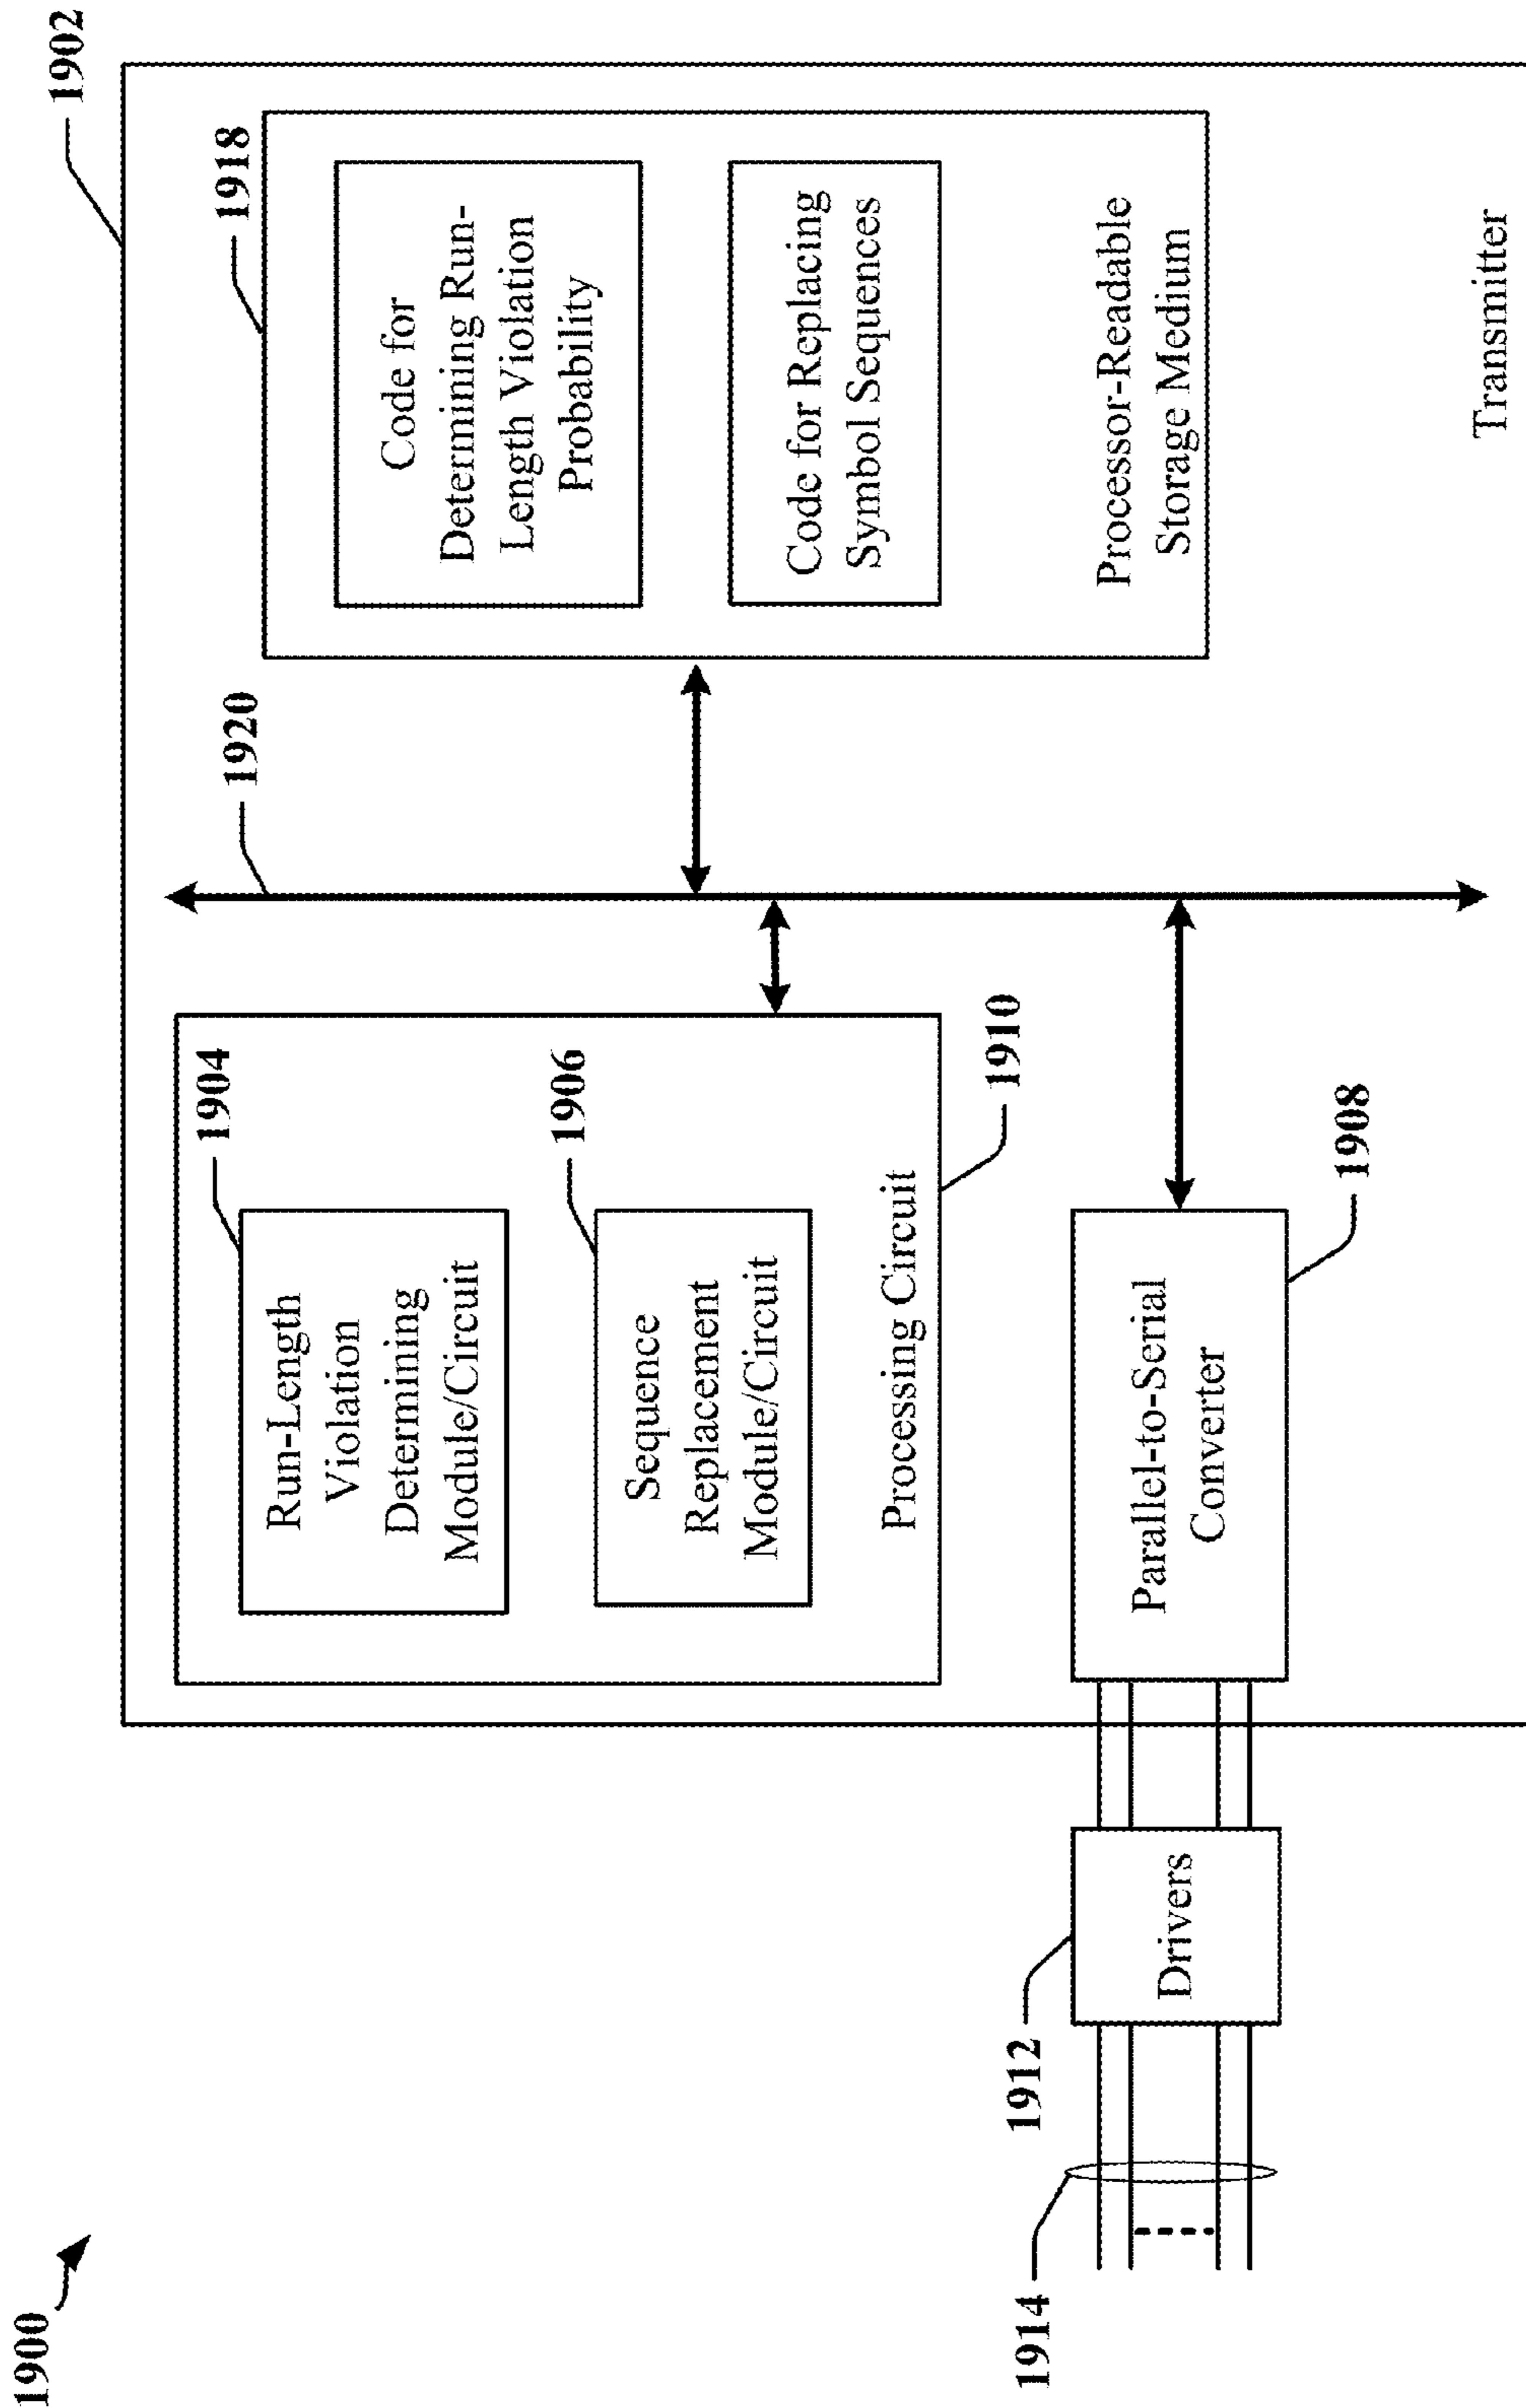 1900
1902
1904
Run-Length
Violation
Determining
Module/Circuit
1906
Sequence
Replacement
Module/Circuit
Processing Circuit
1910
1920
1918
Code for
Determining Run-
Length Violation
Probability
Code for Replacing
Symbol Sequences
Processor-Readable
Storage Medium
1914
1912
Drivers
Parallel-to-Serial
Converter
1908
Transmitter